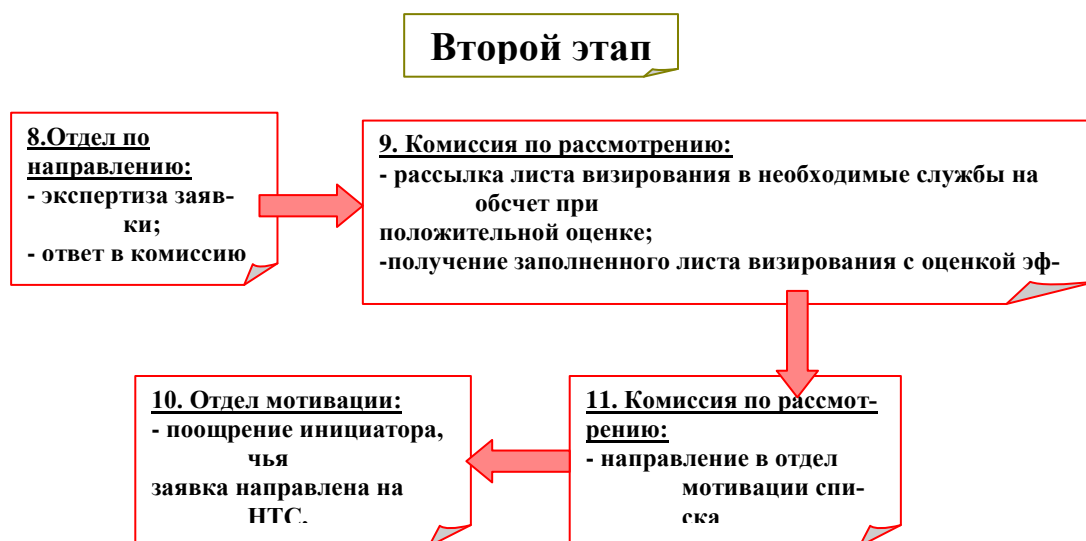 Второй этап
8.Отдел по
направлению:
- экспертиза заяв-
ки;
- ответ в комиссию
9. Комиссия по рассмотрению:
- рассылка листа визирования в необходимые службы на
обсчет при
положительной оценке;
-получение заполненного листа визирования с оценкой эф-
10. Отдел мотивации:
- поощрение инициатора,
чья
заявка направлена на
НТС.
11. Комиссия по рассмот-
рению:
- направление в отдел
мотивации спи-
ска